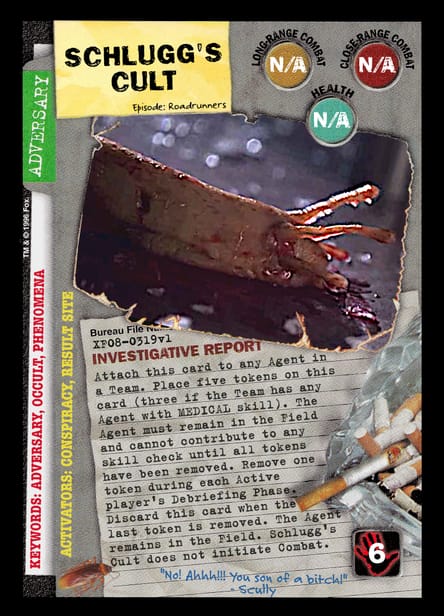 SCHLUGG'S
CULT
Episode: Roadrunners
LONG-RANGE COMBAT
N/A
CLOSE-RANGE COMBAT
N/A
HEALTH
N/A
ADVERSARY
TM & © 1996 Fox.
KEYWORDS: ADVERSARY, OCCULT, PHENOMENA
ACTIVATORS: CONSPIRACY, RESULT SITE
Bureau File
XF08-0319v1
INVESTIGATIVE REPORT
Attach this card to any Agent in
a Team. Place five tokens on this
card (three if the Team has any
Agent with MEDICAL skill). The
Agent must remain in the Field
and cannot contribute to any
skill check until all tokens
have been removed. Remove one
token during each Active
player's Debriefing Phase.
Discard this card when the
last token is removed. The Agent
remains in the Field. Schlugg's
Cult does not initiate Combat.
6
"No! Ahhh!!! You son of a bitch!"
- Scully